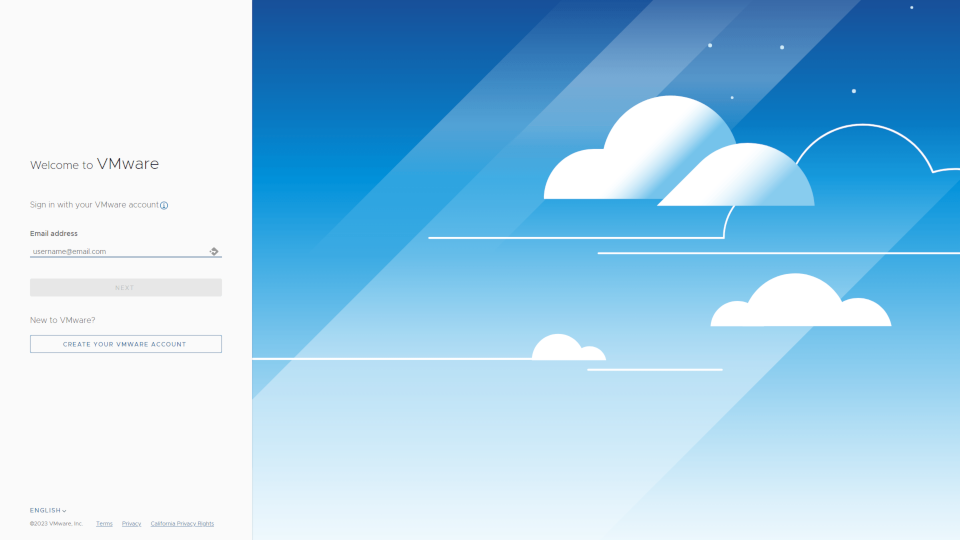 Welcome to VMware
Sign in with your VMware account
Email address
username@email.com
NEXT
New to VMware?
CREATE YOUR VMWARE ACCOUNT
ENGLISH
©2023 VMware, Inc. Terms Privacy California Privacy Rights